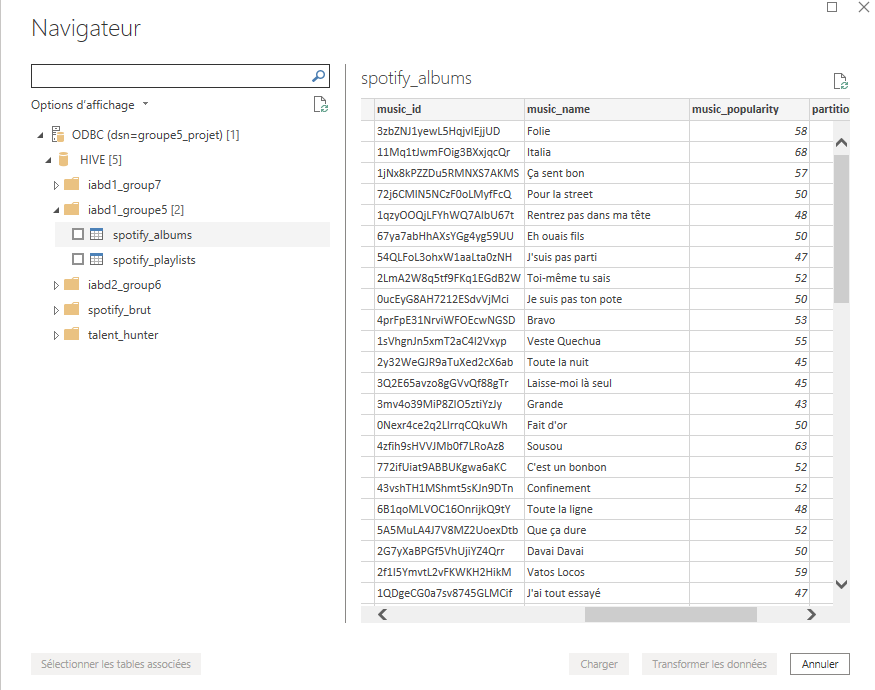 Navigateur
Options d'affichage
ODBC (dsn=groupe5_projet) [1]
HIVE [5]
iabd1_group7
iabd1_groupe5 [2]
spotify_albums
spotify_playlists
iabd2_group6
spotify_brut
talent_hunter
spotify_albums
music_id music_name music_popularity partitio
3zbZNJ1yewL5HqjvIEjjUD Folie 58
11Mq1tJwmFOig3BXxjqcQr Italia 68
1jNx8kPZZDu5RMNXS7AKMS Ça sent bon 57
72j6CMIN5NCzF0oLMyfFcQ Pour la street 50
1qzyOOQjLFYhWQ7AlbU67t Rentrez pas dans ma tête 48
67ya7abHhAXsYGg4yg59UU Eh ouais fils 50
54QLFoL3ohxW1aaLta0zNH J'suis pas parti 47
2LmA2W8q5tf9FKq1EGdB2W Toi-même tu sais 52
0ucEyG8AH7212ESdvVjMci Je suis pas ton pote 50
4prFpE31NrviWFOEcwNGSD Bravo 53
1sVhgnJn5xmT2aC4I2Vxyp Veste Quechua 55
2y32WeGJR9aTuXed2cX6ab Toute la nuit 45
3Q2E65avzo8gGVvQf88gTr Laisse-moi là seul 45
3mv4o39MiP8ZIO5ztiYzJy Grande 43
0Nexr4ce2q2LIrrqCQkuWh Fait d'or 50
4zfih9sHVVJMb0f7LRoAz8 Sousou 63
772ifUiat9ABBUKgwa6aKC C'est un bonbon 52
43vshTH1MShmt5sKJn9DTn Confinement 52
6B1qoMLVOC16OnrijkQ9tY Toute la ligne 48
5A5MuLA4J7V8MZ2UoexDtb Que ça dure 52
2G7yXaBPGf5VhUjiYZ4Qrr Davai Davai 50
2f1I5YmvtL2vFKWKH2HikM Vatos Locos 59
1QDgeCG0a7sv8745GLMCif J'ai tout essayé 47
Sélectionner les tables associées Charger Transformer les données Annuler